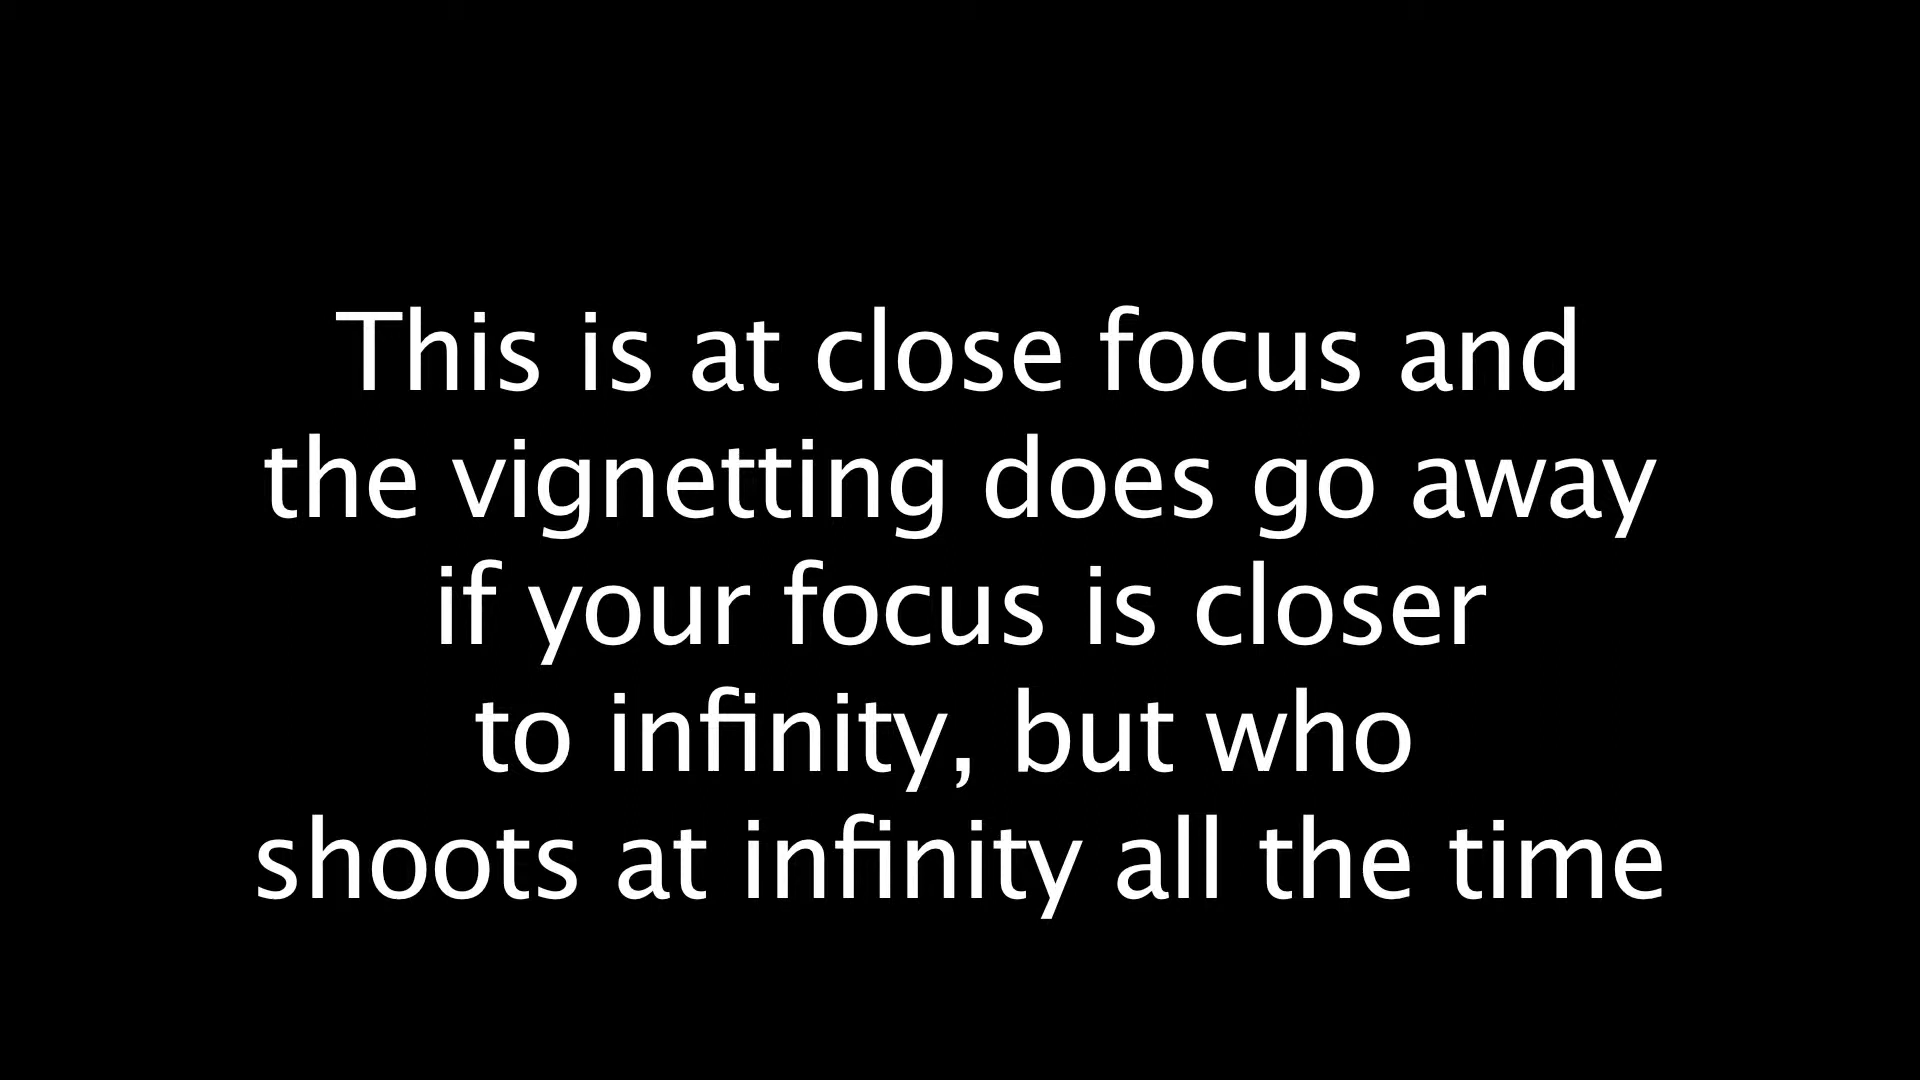 This is at close focus and
the vignetting does go away
if your focus is closer
to infinity, but who
shoots at infinity all the time